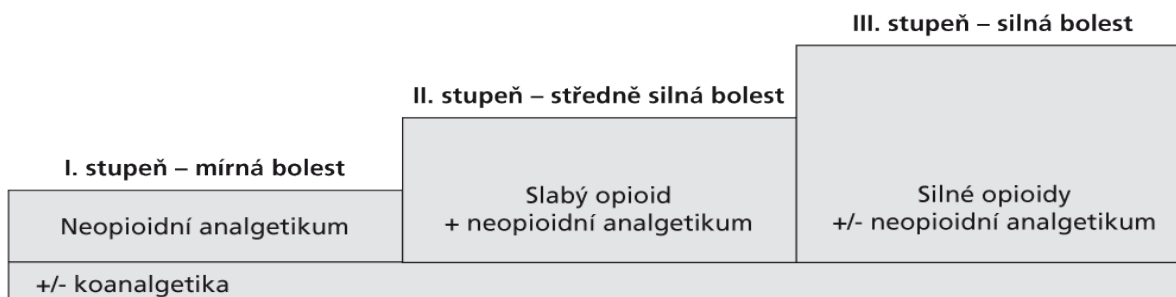 III. stupeň – silná bolest
II. stupeň – středně silná bolest
I. stupeň – mírná bolest
Neopioidní analgetikum
Slabý opioid
+ neopioidní analgetikum
Silné opioidy
+/- neopioidní analgetikum
+/- koanalgetika